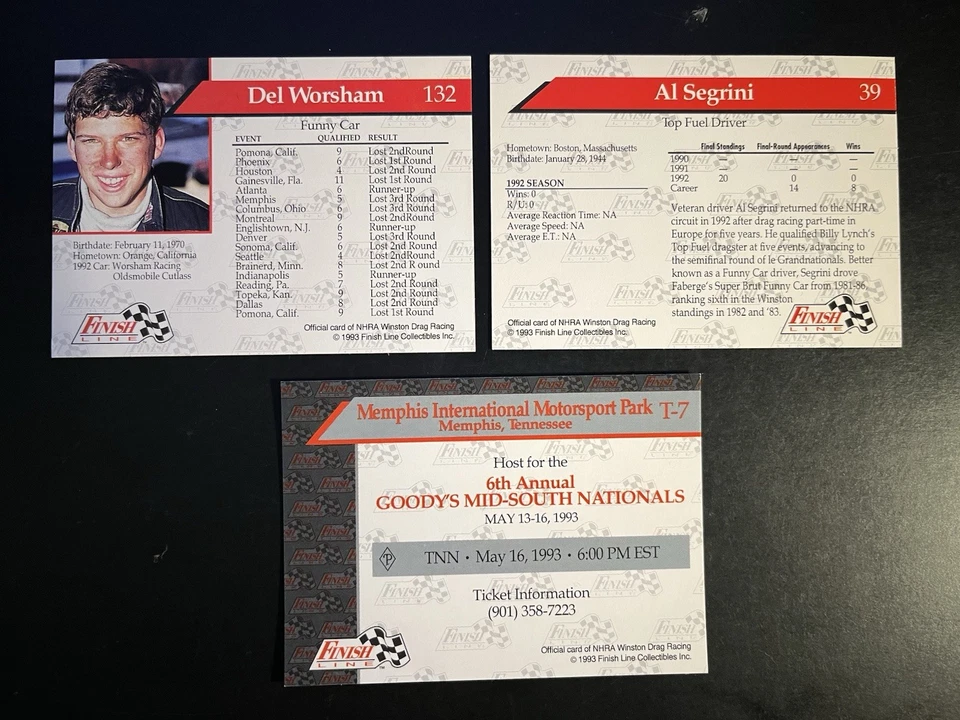 Del Worsham 132
Funny Car
EVENT QUALIFIED RESULT
Pomona, Calif. 9 Lost 2ndRound
Phoenix 6 Lost 1st Round
Houston 4 Lost 2nd Round
Gainesville, Fla. 11 Lost 1st Round
Atlanta 6 Runner-up
Memphis 5 Lost 3rd Round
Columbus, Ohio 6 Lost 3rd Round
Montreal 9 Lost 2ndRound
Englishtown, N.J. 6 Runner-up
Denver 5 Lost 3rd Round
Sonoma, Calif. 6 Lost 2nd Round
Seattle 4 Lost 2ndRound
Brainerd, Minn. 8 Lost 2nd R ound
Indianapolis 5 Runner-up
Reading, Pa. 7 Lost 2nd Round
Topeka, Kan. 9 Lost 2nd Round
Dallas 8 Lost 2nd Round
Pomona, Calif. 9 Lost 1st Round
Birthdate: February 11, 1970
Hometown: Orange, California
1992 Car: Worsham Racing
Oldsmobile Cutlass
FINISH
LINE
Official card of NHRA Winston Drag Racing
© 1993 Finish Line Collectibles Inc.
Al Segrini 39
Top Fuel Driver
Hometown: Boston, Massachusetts
Birthdate: January 28, 1944
1992 SEASON
Wins: 0
R/U: 0
Average Reaction Time: NA
Average Speed: NA
Average E.T.: NA
Final Standings Final-Round Appearances Wins
1990 — — —
1991 — — —
1992 20 0 0
Career 14 8
Veteran driver Al Segrini returned to the NHRA
circuit in 1992 after drag racing part-time in
Europe for five years. He qualified Billy Lynch's
Top Fuel dragster at five events, advancing to
the semifinal round of le Grandnationals. Better
known as a Funny Car driver, Segrini drove
Faberge's Super Brut Funny Car from 1981-86,
ranking sixth in the Winston
standings in 1982 and '83.
Official card of NHRA Winston Drag Racing
© 1993 Finish Line Collectibles Inc.
FINISH
LINE
Memphis International Motorsport Park T-7
Memphis, Tennessee
Host for the
6th Annual
GOODY'S MID-SOUTH NATIONALS
MAY 13-16, 1993
TNN • May 16, 1993 • 6:00 PM EST
Ticket Information
(901) 358-7223
FINISH
LINE
Official card of NHRA Winston Drag Racing
© 1993 Finish Line Collectibles Inc.